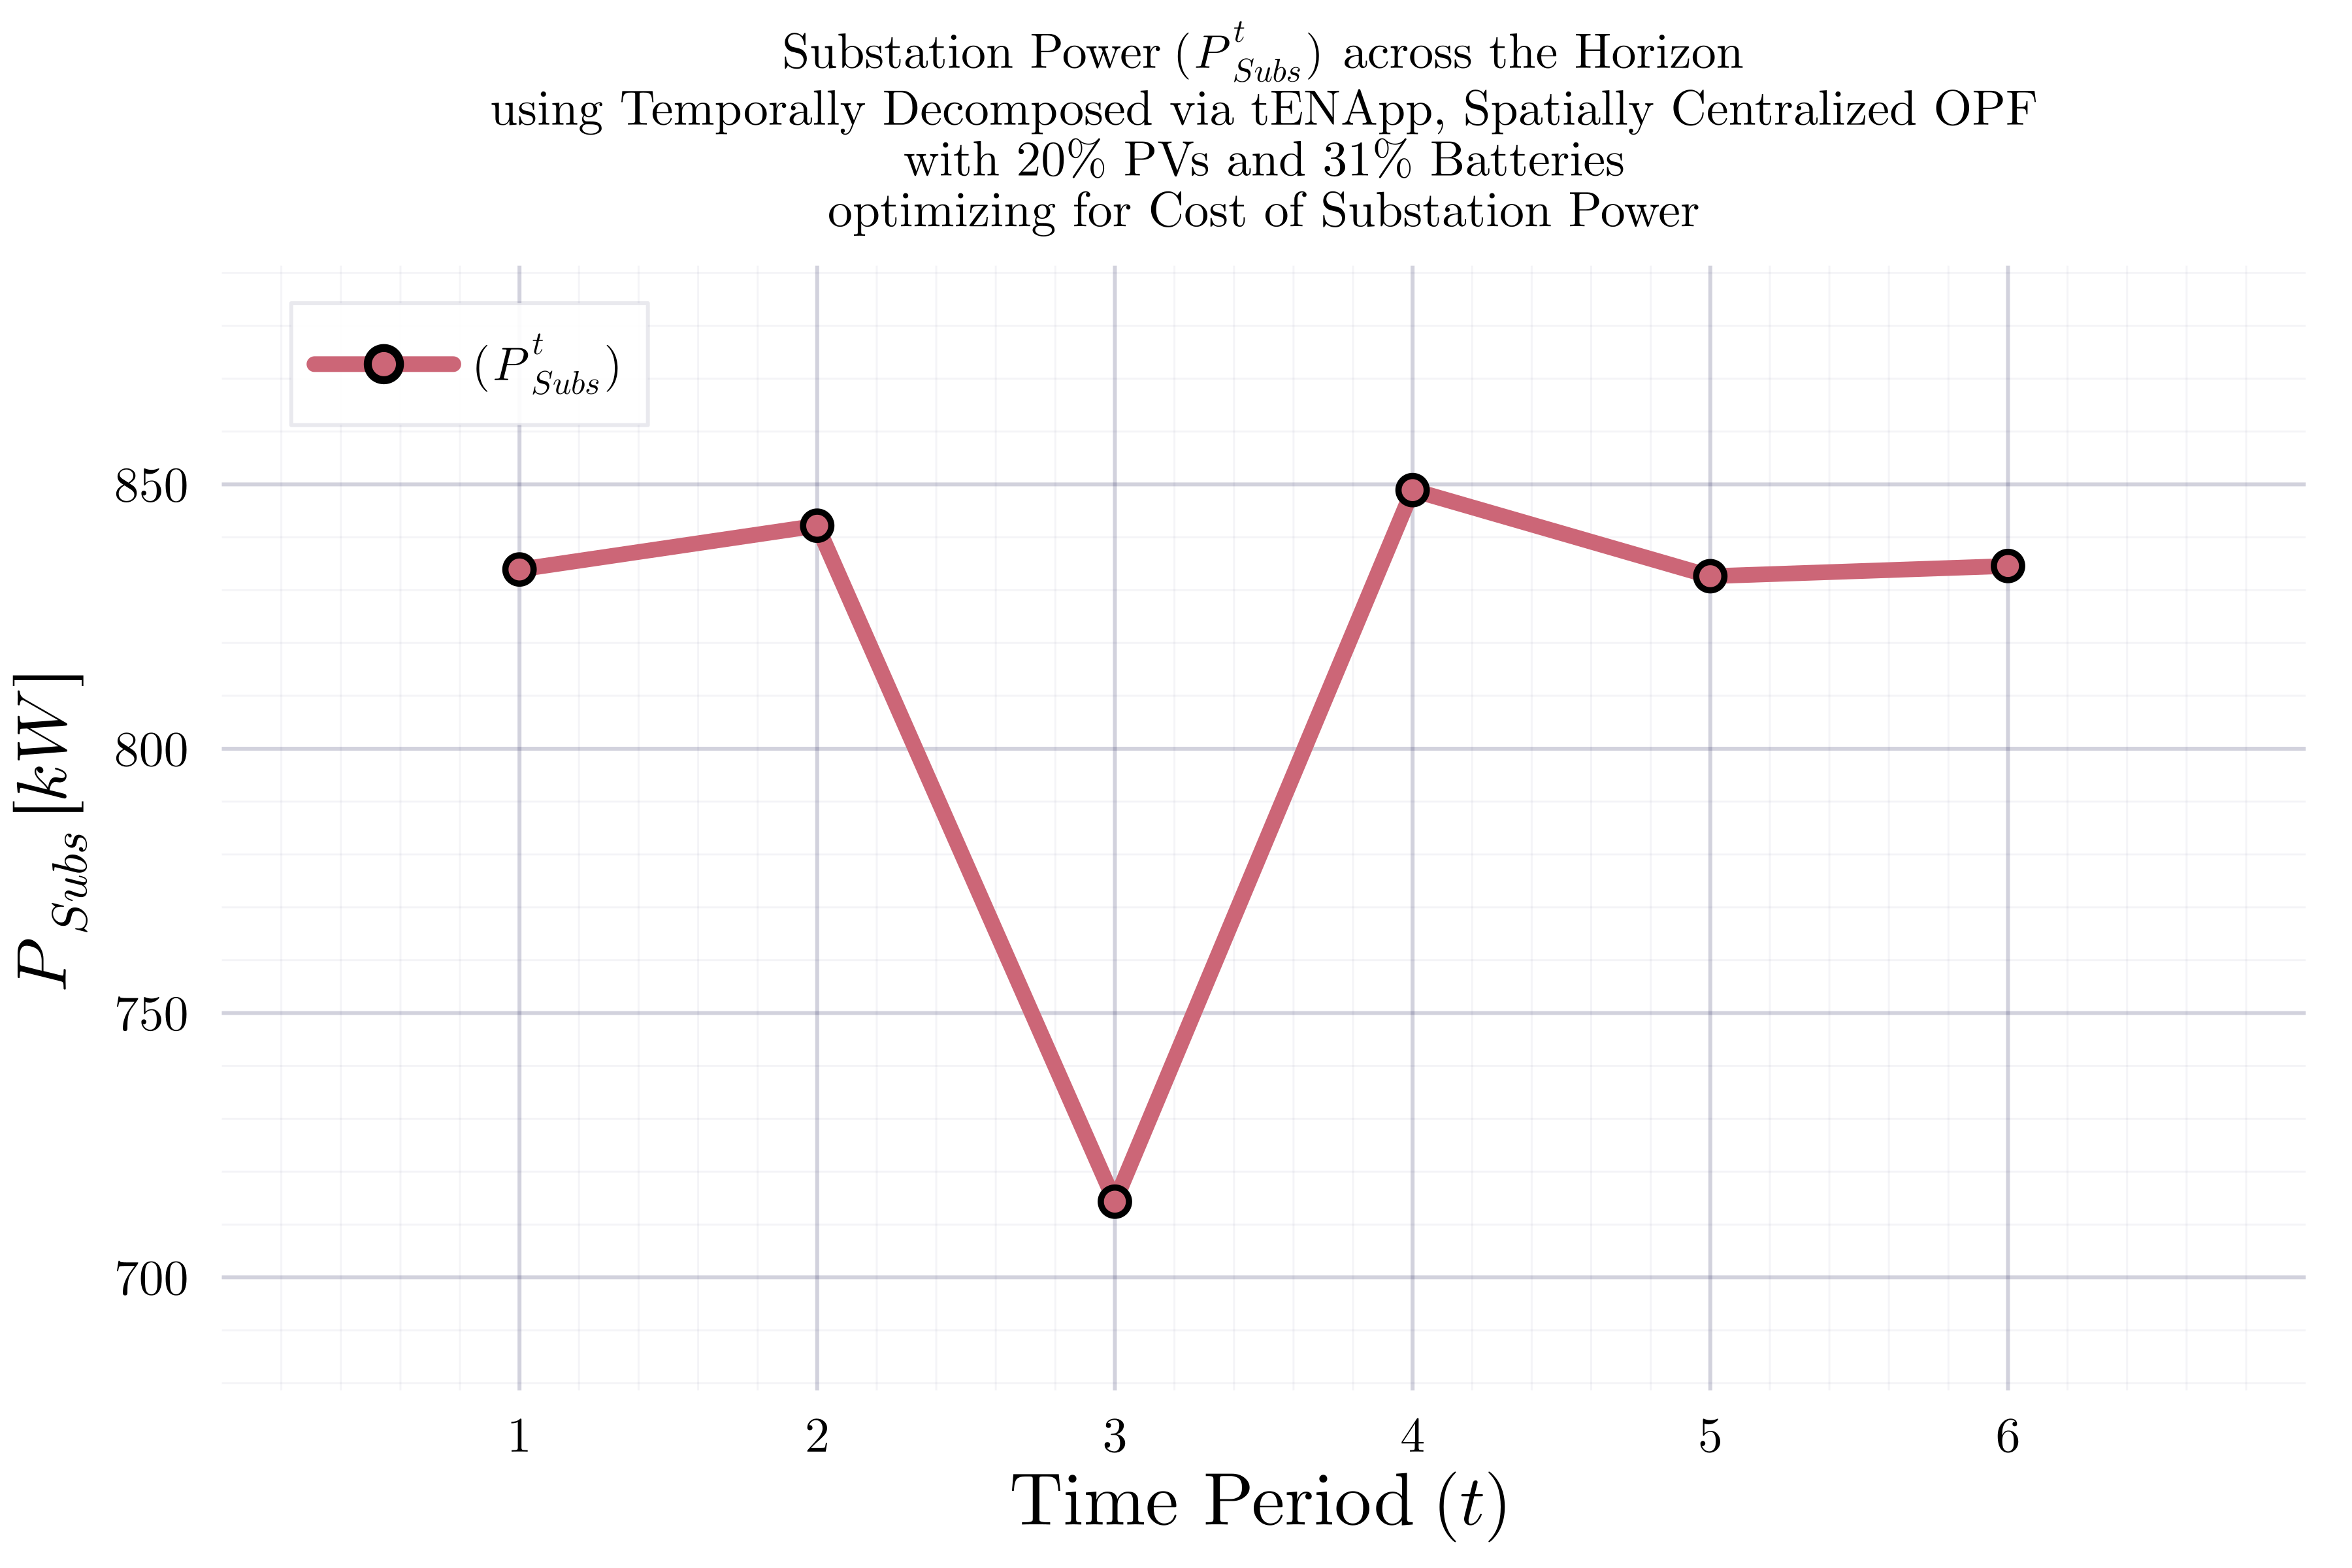 Substation Power (P^t_Subs) across the Horizon
using Temporally Decomposed via tENApp, Spatially Centralized OPF
with 20% PVs and 31% Batteries
optimizing for Cost of Substation Power
(P^t_Subs)
850
800
750
700
P_Subs [kW]
1 2 3 4 5 6
Time Period (t)